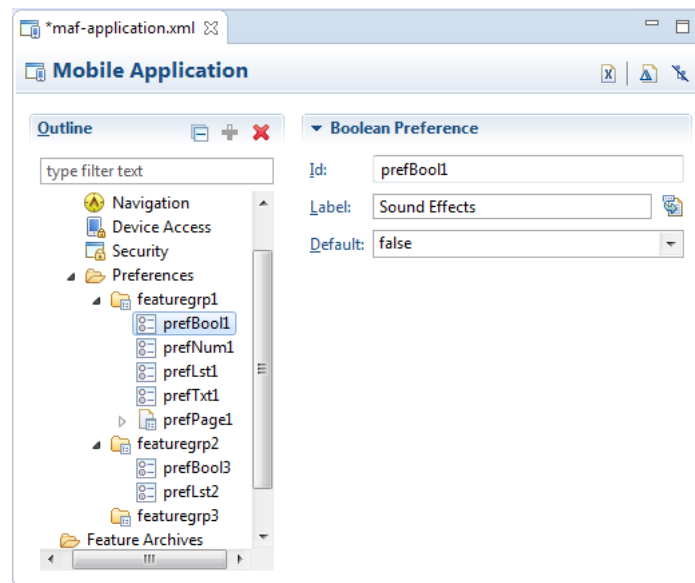 *maf-application.xml
Mobile Application
Outline
type filter text
Navigation
Device Access
Security
Preferences
featuregrp1
prefBool1
prefNum1
prefLst1
prefTxt1
prefPage1
featuregrp2
prefBool3
prefLst2
featuregrp3
Feature Archives
Boolean Preference
Id: prefBool1
Label: Sound Effects
Default: false